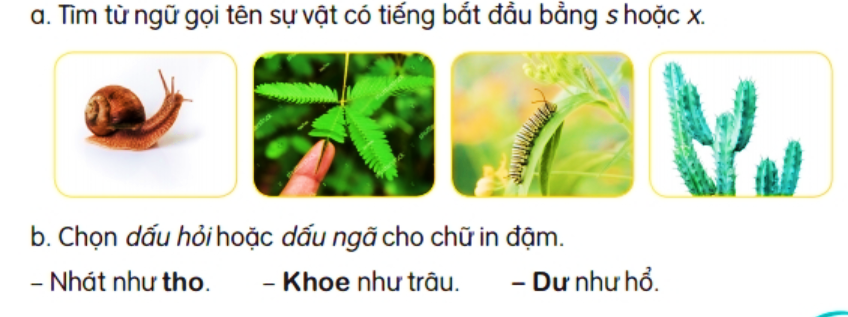 a. Tìm từ ngữ gọi tên sự vật có tiếng bắt đầu bằng s hoặc x.
b. Chọn dấu hỏi hoặc dấu ngã cho chữ in đậm.
– Nhát như tho. – Khoe như trâu. – Dư như hổ.